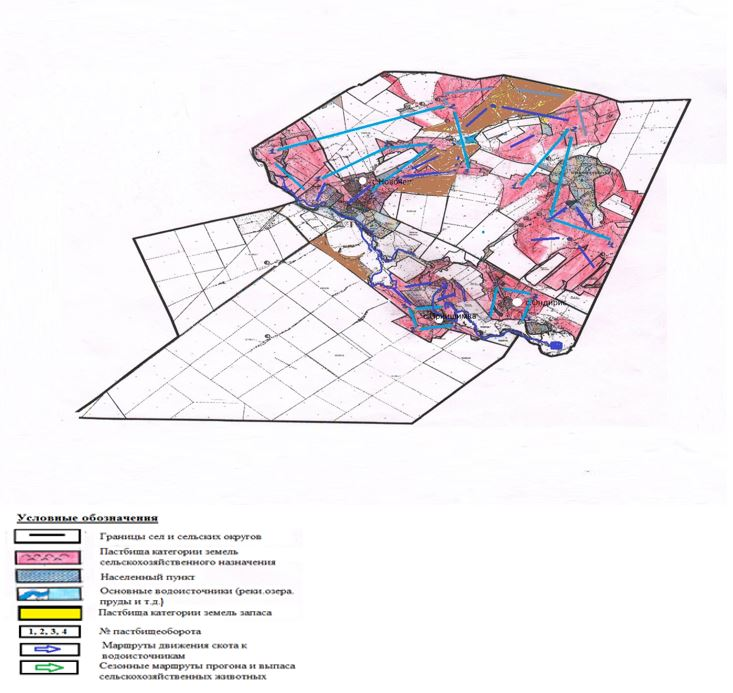 с. Ондирис
Условные обозначения
Границы сел и сельских округов
Пастбища категории земель
сельскохозяйственного назначения
Населенный пункт
Основные водоисточники (реки.озера.
пруды и т.д.)
Пастбища категории земель запаса
1, 2, 3, 4
№ пастбищеоборота
Маршруты движения скота к
водоисточникам
Сезонные маршруты прогона и выпаса
сельскохозяйственных животных